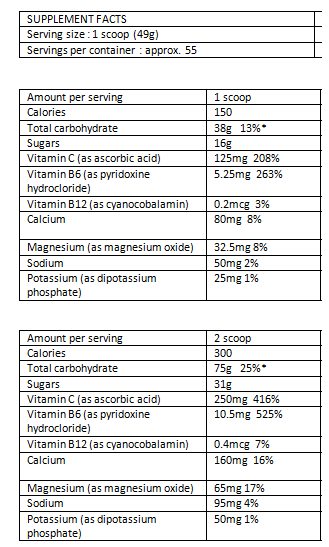 SUPPLEMENT FACTS
Serving size : 1 scoop (49g)
Servings per container : approx. 55
Amount per serving 1 scoop
Calories 150
Total carbohydrate 38g 13%*
Sugars 16g
Vitamin C (as ascorbic acid) 125mg 208%
Vitamin B6 (as pyridoxine 5.25mg 263%
hydrocloride)
Vitamin B12 (as cyanocobalamin) 0.2mcg 3%
Calcium 80mg 8%
Magnesium (as magnesium oxide) 32.5mg 8%
Sodium 50mg 2%
Potassium (as dipotassium 25mg 1%
phosphate)
Amount per serving 2 scoop
Calories 300
Total carbohydrate 75g 25%*
Sugars 31g
Vitamin C (as ascorbic acid) 250mg 416%
Vitamin B6 (as pyridoxine 10.5mg 525%
hydrocloride)
Vitamin B12 (as cyanocobalamin) 0.4mcg 7%
Calcium 160mg 16%
Magnesium (as magnesium oxide) 65mg 17%
Sodium 95mg 4%
Potassium (as dipotassium 50mg 1%
phosphate)